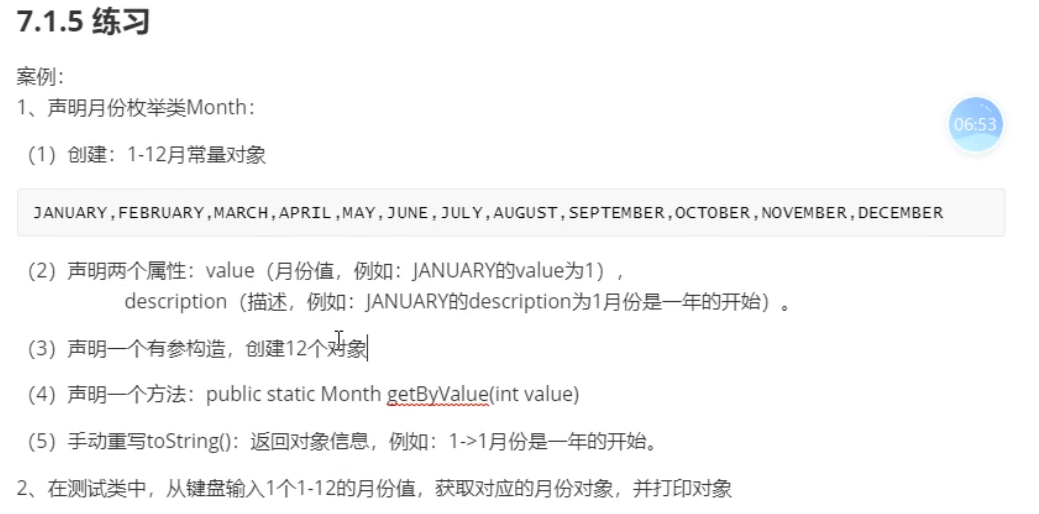 7.1.5 练习
案例：
1、声明月份枚举类Month：
（1）创建：1-12月常量对象
06:53
JANUARY,FEBRUARY,MARCH,APRIL,MAY,JUNE,JULY,AUGUST,SEPTEMBER,OCTOBER,NOVEMBER,DECEMBER
（2）声明两个属性：value（月份值，例如：JANUARY的value为1），
description（描述，例如：JANUARY的description为1月份是一年的开始）。
（3）声明一个有参构造，创建12个对象
（4）声明一个方法：public static Month getByValue(int value)
（5）手动重写toString()：返回对象信息，例如：1->1月份是一年的开始。
2、在测试类中，从键盘输入1个1-12的月份值，获取对应的月份对象，并打印对象